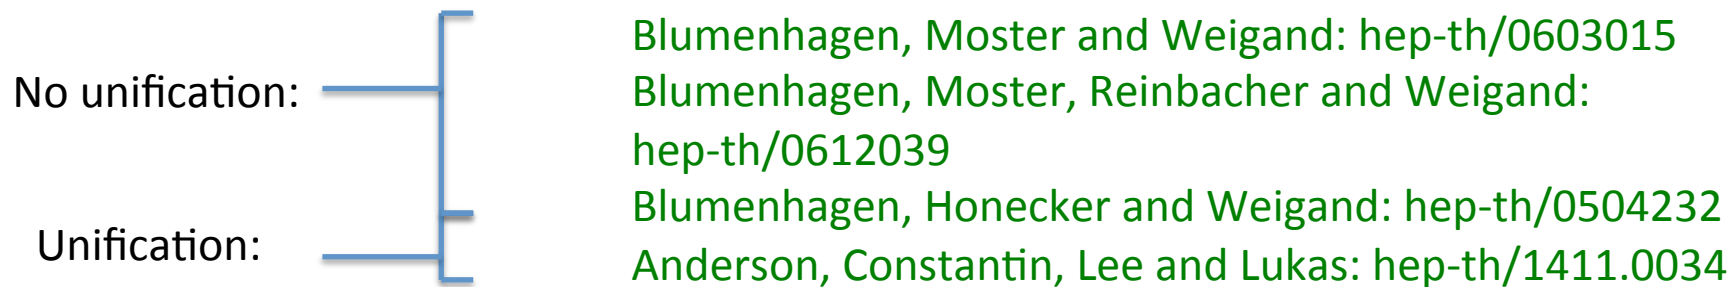 Blumenhagen, Moster and Weigand: hep-th/0603015
No unification:
Blumenhagen, Moster, Reinbacher and Weigand:
hep-th/0612039
Blumenhagen, Honecker and Weigand: hep-th/0504232
Unification:
Anderson, Constantin, Lee and Lukas: hep-th/1411.0034